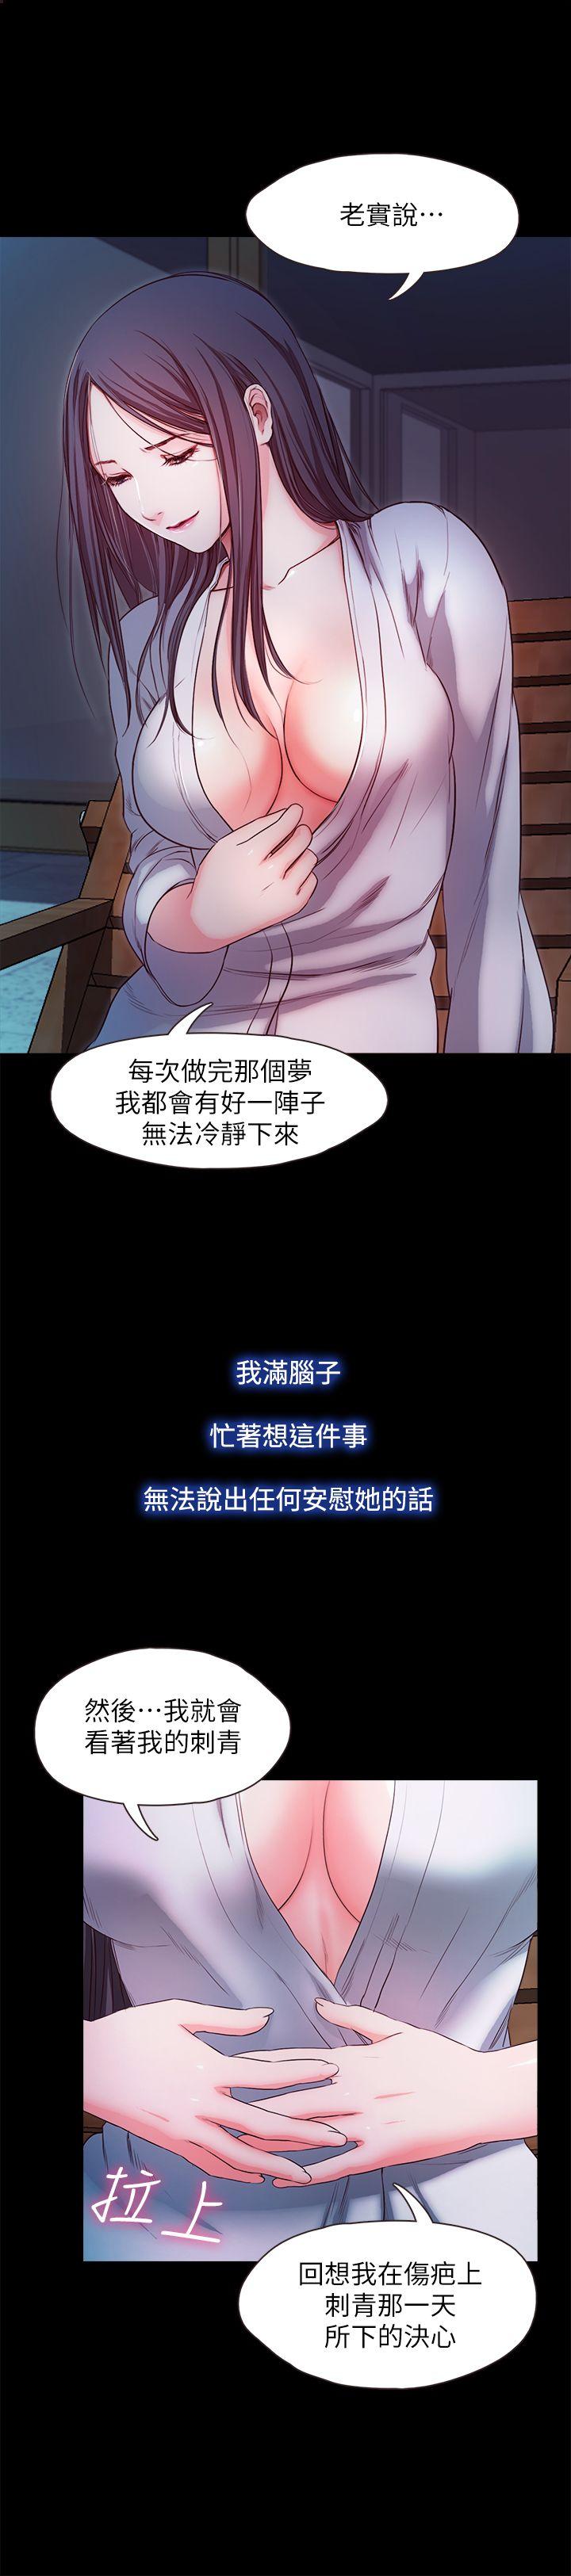 老實說⋯
每次做完那個夢
我都會有好一陣子
無法冷靜下來
我滿腦子
忙著想這件事
無法說出任何安慰她的話
然後⋯我就會
看著我的刺青
拉上
回想我在傷疤上
刺青那一天
所下的決心